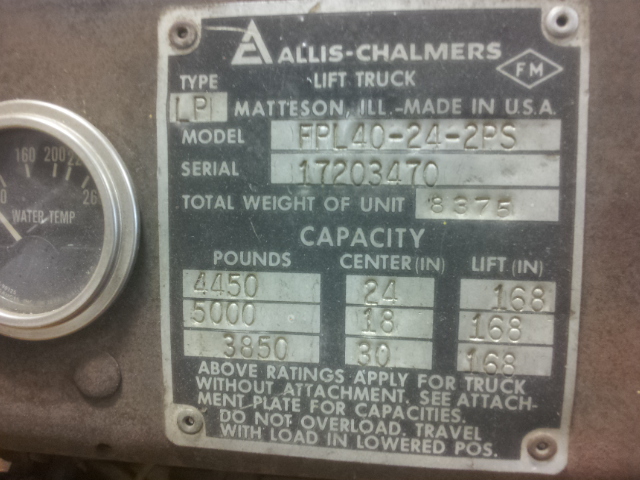 ALLIS-CHALMERS
FM
TYPE LIFT TRUCK
LP MATTESON, ILL.-MADE IN U.S.A.
MODEL FPL40-24-2PS
SERIAL 17203470
TOTAL WEIGHT OF UNIT 8375
CAPACITY
POUNDS CENTER (IN) LIFT (IN)
4450 24 168
5000 18 168
3850 30 168
ABOVE RATINGS APPLY FOR TRUCK
WITHOUT ATTACHMENT. SEE ATTACH-
MENT PLATE FOR CAPACITIES.
DO NOT OVERLOAD. TRAVEL
WITH LOAD IN LOWERED POS.
160 200
WATER TEMP